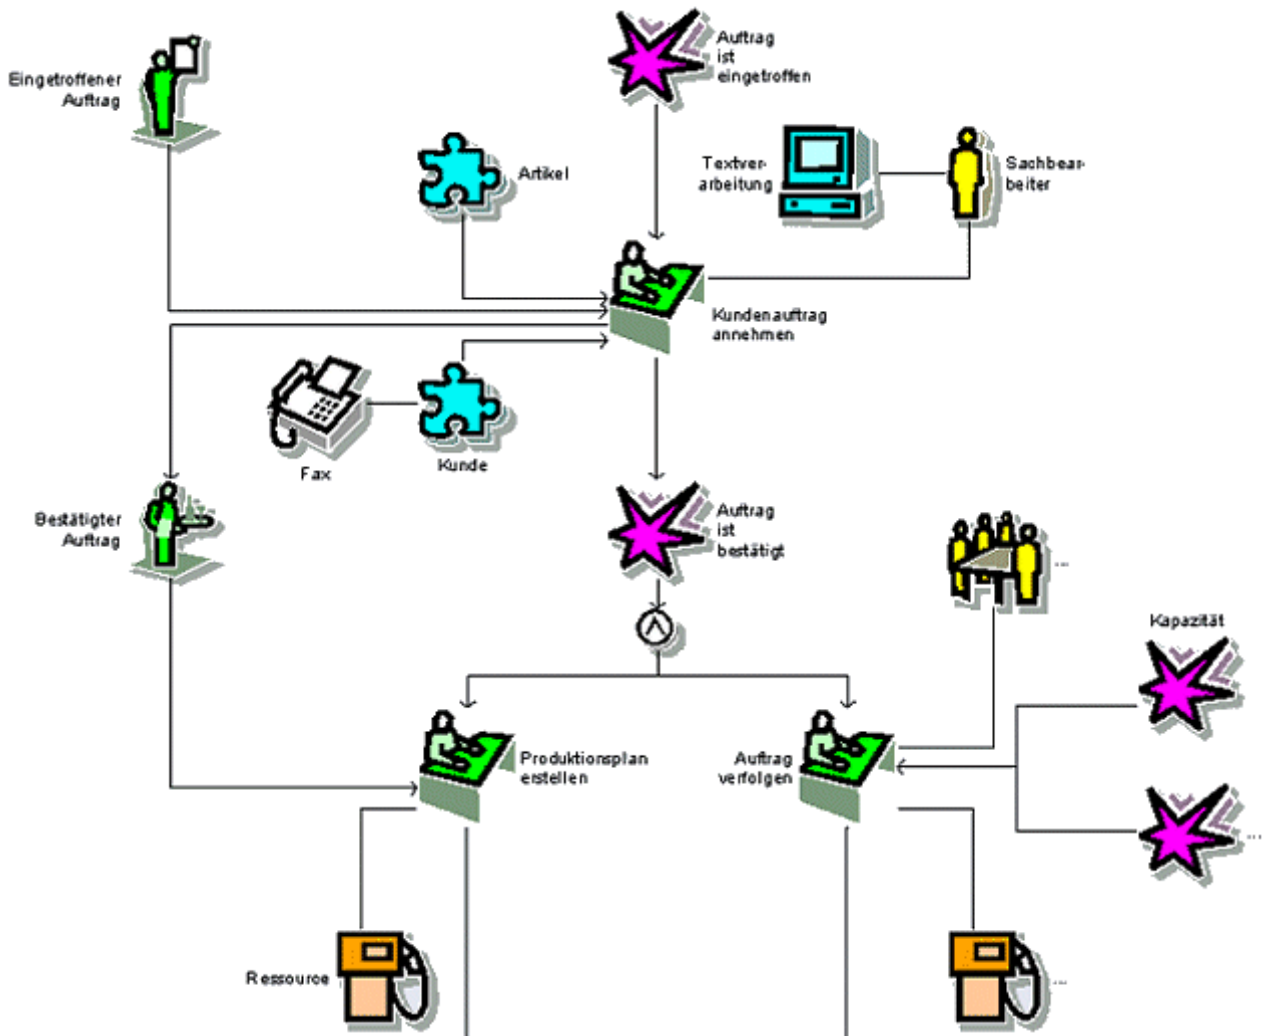 Auftrag
ist
eingetroffen
Eingetroffener
Auftrag
Artikel
Textver-
arbeitung
Sachbear-
beiter
Kundenauftrag
annehmen
Fax
Kunde
Bestätigter
Auftrag
Auftrag
ist
bestätigt
...
Kapazität
Produktionsplan
erstellen
Auftrag
verfolgen
...
Ressource
...